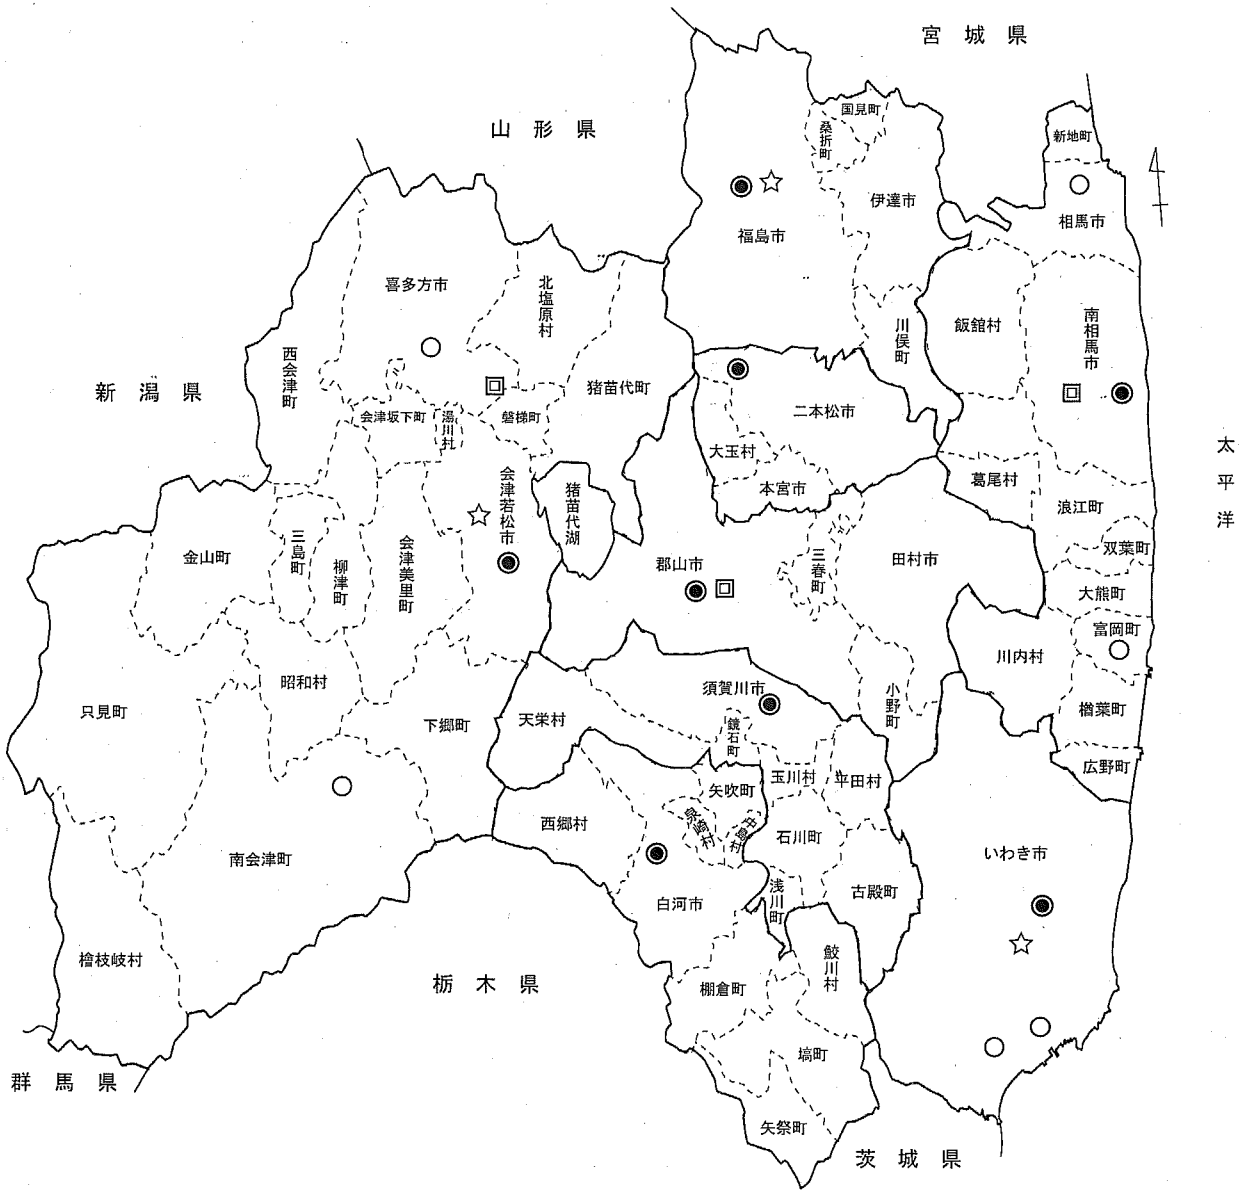 宮城県
山形県
国見町
桑折町
新地町
伊達市
相馬市
福島市
喜多方市
北塩原村
川俣町
飯舘村
南相馬市
西会津町
猪苗代町
新潟県
会津坂下町
湯川村
磐梯町
二本松市
大玉村
本宮市
葛尾村
浪江町
太平洋
会津若松市
猪苗代湖
金山町
三島町
柳津町
会津美里町
郡山市
三春町
田村市
双葉町
大熊町
富岡町
川内村
昭和村
只見町
下郷町
天栄村
須賀川市
鏡石町
小野町
楢葉町
広野町
玉川村
平田村
矢吹町
西郷村
泉崎村
中島村
石川町
いわき市
南会津町
白河市
浅川町
古殿町
檜枝岐村
栃木県
棚倉町
鮫川村
塙町
群馬県
矢祭町
茨城県